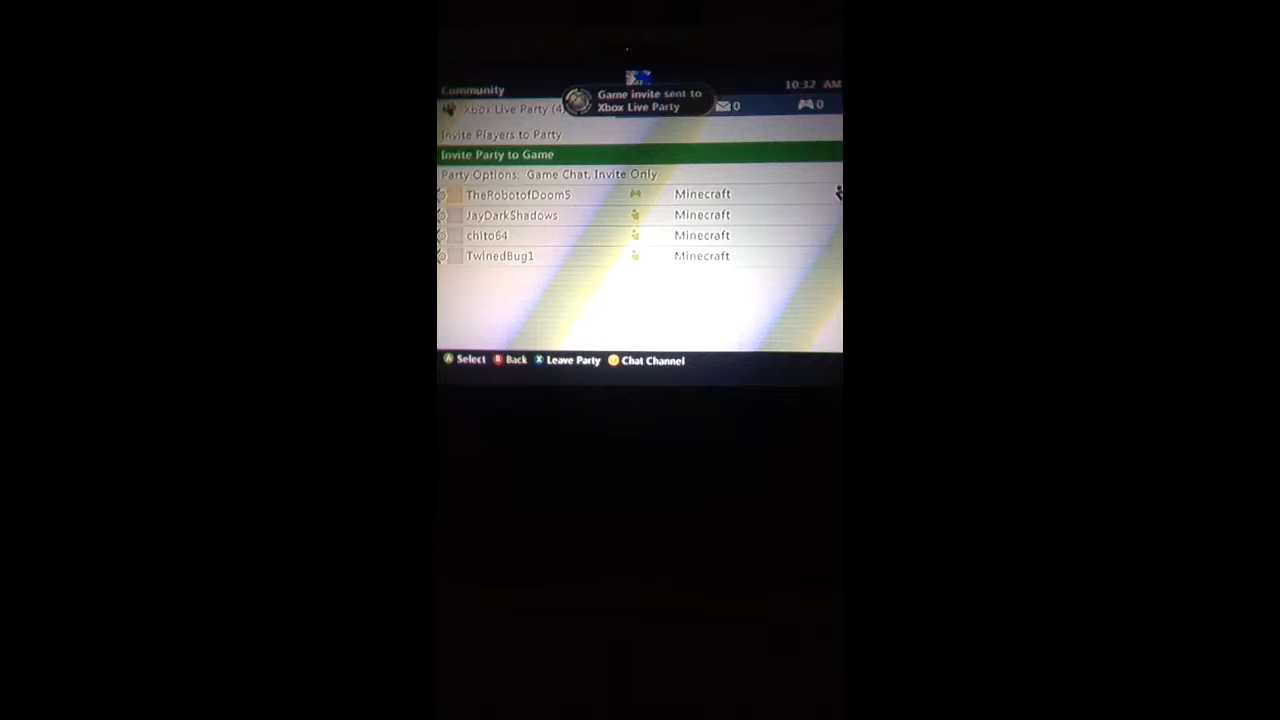 Community
10:32 AM
Game invite sent to
Xbox Live Party
Xbox Live Party (4)
0
0
Invite Players to Party
Invite Party to Game
Party Options: Game Chat, Invite Only
TheRobotofDoom5 Minecraft
JayDarkShadows Minecraft
chito64 Minecraft
TwinedBug1 Minecraft
A Select B Back X Leave Party Y Chat Channel